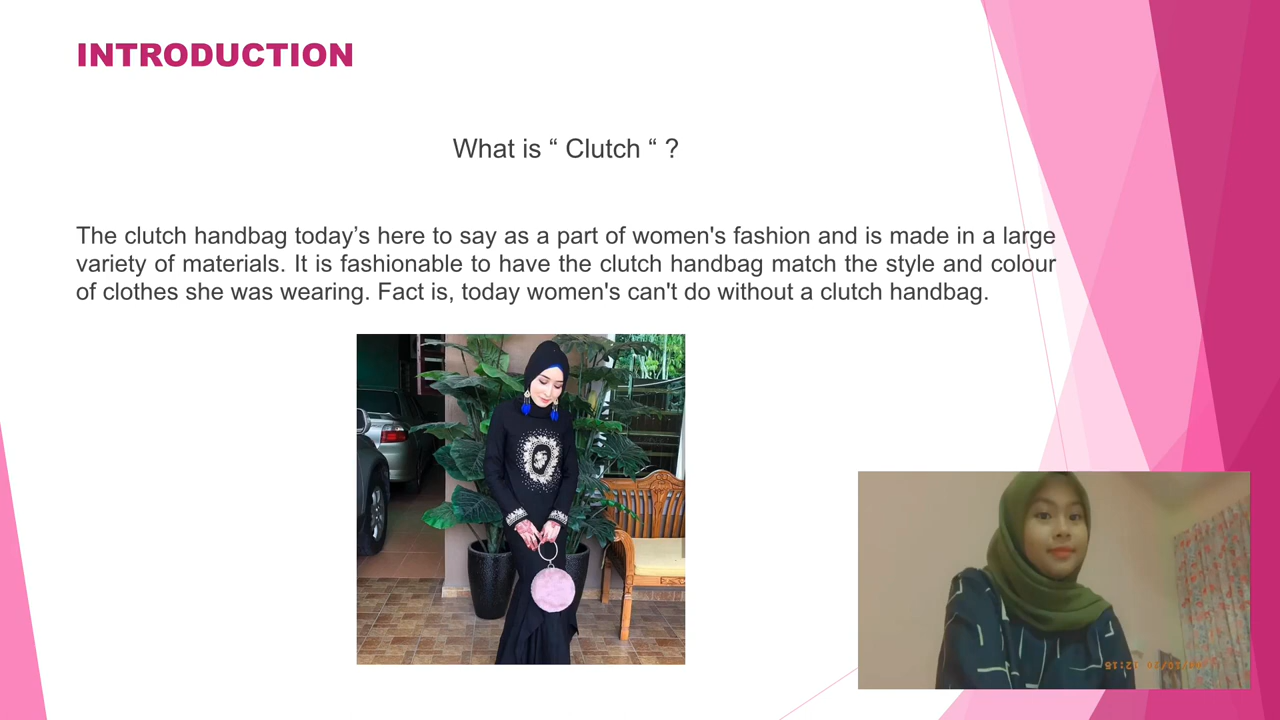 INTRODUCTION
What is “ Clutch “ ?
The clutch handbag today’s here to say as a part of women's fashion and is made in a large
variety of materials. It is fashionable to have the clutch handbag match the style and colour
of clothes she was wearing. Fact is, today women's can't do without a clutch handbag.